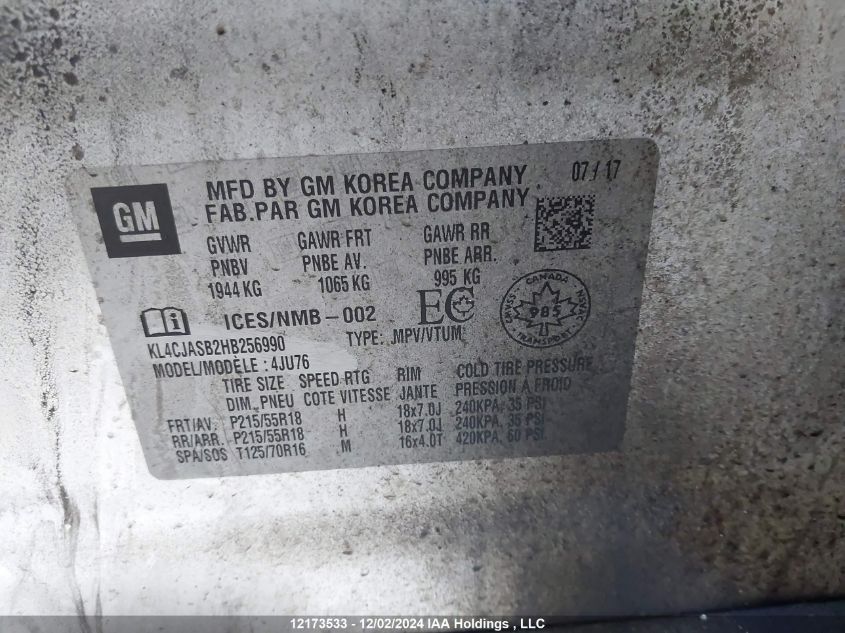 GM
MFD BY GM KOREA COMPANY 07/17
FAB.PAR GM KOREA COMPANY
GVWR GAWR FRT GAWR RR
PNBV PNBE AV. PNBE ARR.
1944 KG 1065 KG 995 KG
ICES/NMB-002 EC
CANADA
985
TRANSPORT
KL4CJASB2HB256990 TYPE: MPV/VTUM
MODEL/MODÈLE: 4JU76
TIRE SIZE SPEED RTG RIM COLD TIRE PRESSURE
DIM. PNEU COTE VITESSE JANTE PRESSION A FROID
FRT/AV. P215/55R18 H 18x7.0J 240KPA, 35 PSI
RR/ARR. P215/55R18 H 18x7.0J 240KPA, 35 PSI
SPA/SOS T125/70R16 M 16x4.0T 420KPA, 60 PSI
12173533 - 12/02/2024 IAA Holdings, LLC